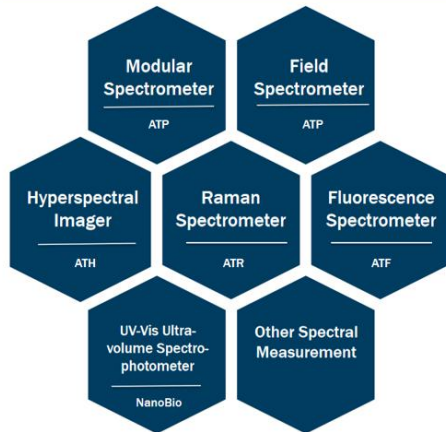 Modular
Spectrometer
ATP
Field
Spectrometer
ATP
Hyperspectral
Imager
ATH
Raman
Spectrometer
ATR
Fluorescence
Spectrometer
ATF
UV-Vis Ultra-
volume Spectro-
photometer
NanoBio
Other Spectral
Measurement